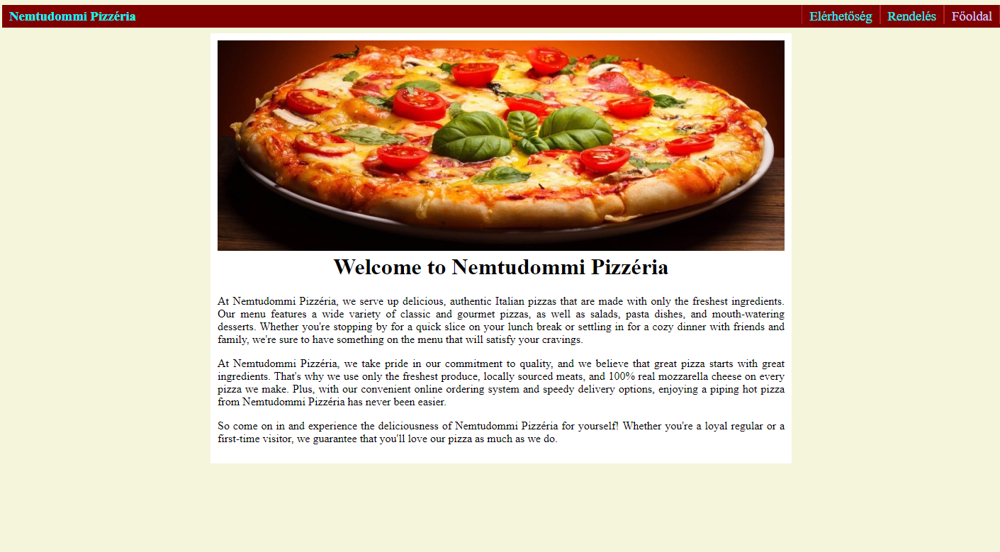 Nemtudommi Pizzéria
Elérhetőség
Rendelés
Főoldal
Welcome to Nemtudommi Pizzéria
At Nemtudommi Pizzéria, we serve up delicious, authentic Italian pizzas that are made with only the freshest ingredients.
Our menu features a wide variety of classic and gourmet pizzas, as well as salads, pasta dishes, and mouth-watering
desserts. Whether you're stopping by for a quick slice on your lunch break or settling in for a cozy dinner with friends and
family, we're sure to have something on the menu that will satisfy your cravings.
At Nemtudommi Pizzéria, we take pride in our commitment to quality, and we believe that great pizza starts with great
ingredients. That's why we use only the freshest produce, locally sourced meats, and 100% real mozzarella cheese on every
pizza we make. Plus, with our convenient online ordering system and speedy delivery options, enjoying a piping hot pizza
from Nemtudommi Pizzéria has never been easier.
So come on in and experience the deliciousness of Nemtudommi Pizzéria for yourself! Whether you're a loyal regular or a
first-time visitor, we guarantee that you'll love our pizza as much as we do.